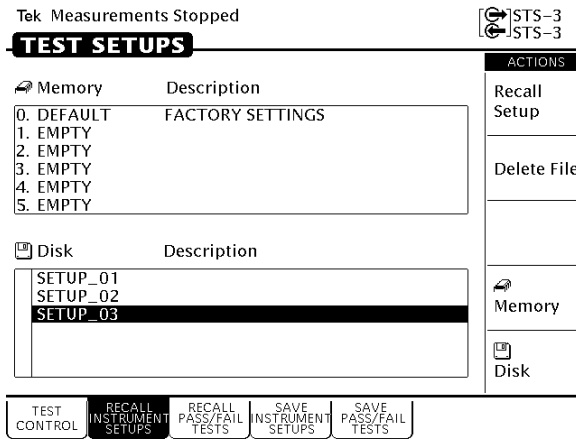 Tek Measurements Stopped
STS-3
STS-3
TEST SETUPS
ACTIONS
Memory Description
0. DEFAULT FACTORY SETTINGS
1. EMPTY
2. EMPTY
3. EMPTY
4. EMPTY
5. EMPTY
Disk Description
SETUP_01
SETUP_02
SETUP_03
Recall
Setup
Delete File
Memory
Disk
TEST
CONTROL
RECALL
INSTRUMENT
SETUPS
RECALL
PASS/FAIL
TESTS
SAVE
INSTRUMENT
SETUPS
SAVE
PASS/FAIL
TESTS